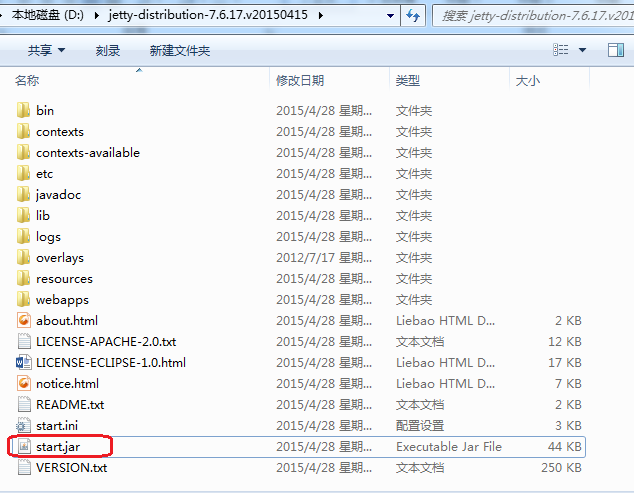 本地磁盘 (D:) jetty-distribution-7.6.17.v20150415 搜索 jetty-distribution-7.6.17.v2015
共享 刻录 新建文件夹
名称 修改日期 类型 大小
bin 2015/4/28 星期... 文件夹
contexts 2015/4/28 星期... 文件夹
contexts-available 2015/4/28 星期... 文件夹
etc 2015/4/28 星期... 文件夹
javadoc 2015/4/28 星期... 文件夹
lib 2015/4/28 星期... 文件夹
logs 2015/4/28 星期... 文件夹
overlays 2012/7/17 星期... 文件夹
resources 2015/4/28 星期... 文件夹
webapps 2015/4/28 星期... 文件夹
about.html 2015/4/28 星期... Liebao HTML D... 2 KB
LICENSE-APACHE-2.0.txt 2015/4/28 星期... 文本文档 12 KB
LICENSE-ECLIPSE-1.0.html 2015/4/28 星期... Liebao HTML D... 17 KB
notice.html 2015/4/28 星期... Liebao HTML D... 7 KB
README.txt 2015/4/28 星期... 文本文档 2 KB
start.ini 2015/4/28 星期... 配置设置 3 KB
start.jar 2015/4/28 星期... Executable Jar File 44 KB
VERSION.txt 2015/4/28 星期... 文本文档 250 KB